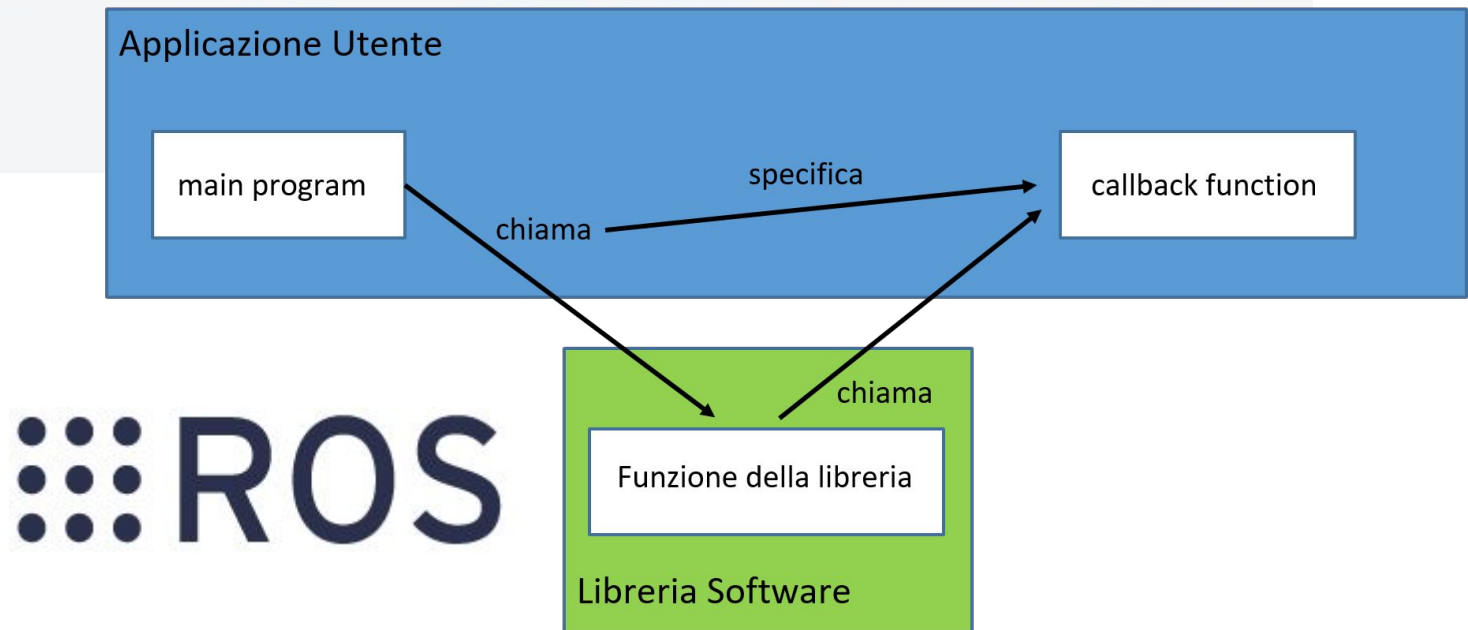 Applicazione Utente
main program
specifica
callback function
chiama
chiama
Funzione della libreria
ROS
Libreria Software